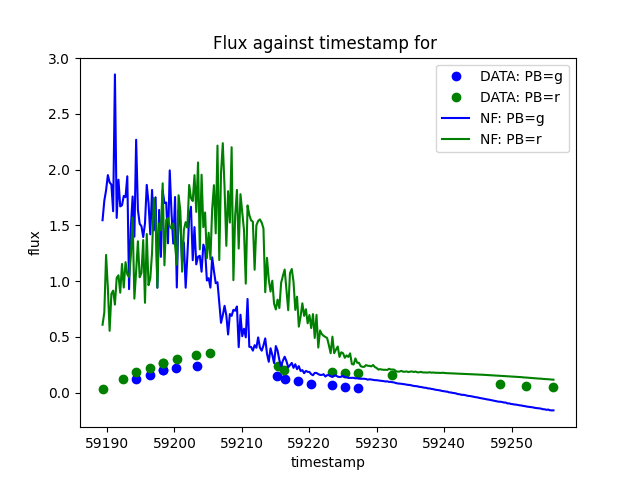 Flux against timestamp for
3.0
2.5
2.0
1.5
1.0
0.5
0.0
flux
DATA: PB=g
DATA: PB=r
NF: PB=g
NF: PB=r
59190 59200 59210 59220 59230 59240 59250
timestamp